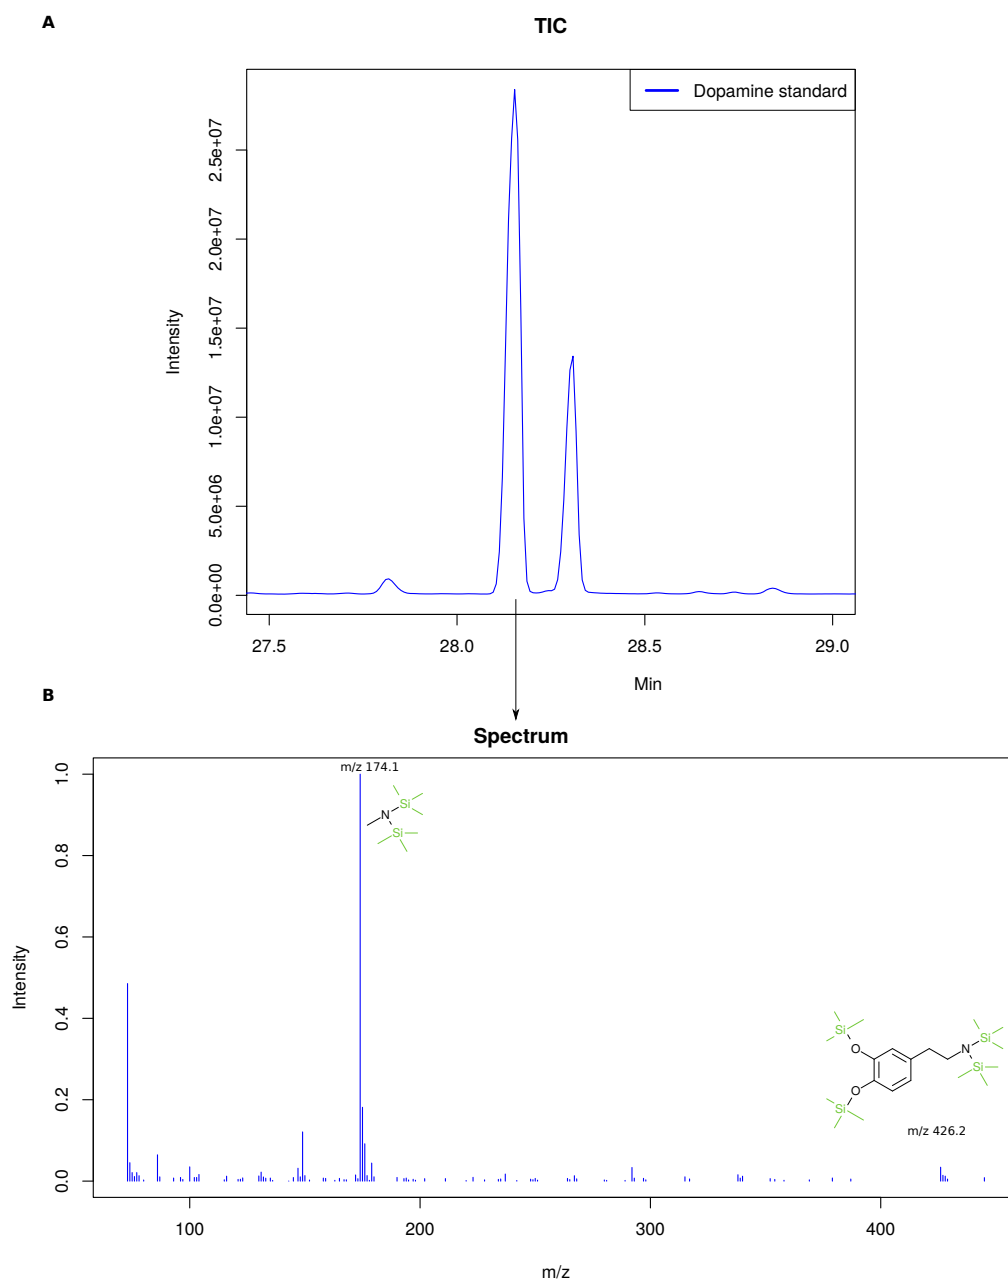 A
TIC
Dopamine standard
Intensity
0.0e+00
5.0e+06
1.0e+07
1.5e+07
2.0e+07
2.5e+07
27.5 28.0 28.5 29.0
Min
B
Spectrum
m/z 174.1
Si
N
Si
Intensity
0.0
0.2
0.4
0.6
0.8
1.0
Si
O
O
Si
N
Si
Si
m/z 426.2
100 200 300 400
m/z